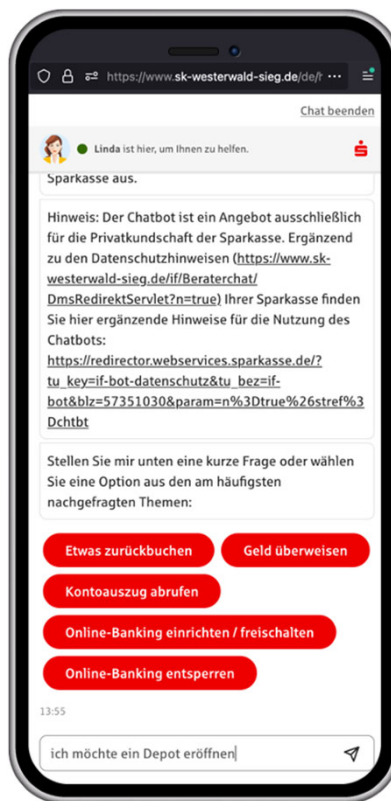 https://www.sk-westerwald-sieg.de/de/h ...
Chat beenden
Linda ist hier, um Ihnen zu helfen.
Sparkasse aus.
Hinweis: Der Chatbot ist ein Angebot ausschließlich
für die Privatkundschaft der Sparkasse. Ergänzend
zu den Datenschutzhinweisen (https://www.sk-
westerwald-sieg.de/if/Beraterchat/
DmsRedirektServlet?n=true) Ihrer Sparkasse finden
Sie hier ergänzende Hinweise für die Nutzung des
Chatbots:
https://redirector.webservices.sparkasse.de/?
tu_key=if-bot-datenschutz&tu_bez=if-
bot&blz=57351030&param=n%3Dtrue%26stref%3
Dchtbt
Stellen Sie mir unten eine kurze Frage oder wählen
Sie eine Option aus den am häufigsten
nachgefragten Themen:
Etwas zurückbuchen
Geld überweisen
Kontoauszug abrufen
Online-Banking einrichten / freischalten
Online-Banking entsperren
13:55
ich möchte ein Depot eröffnen